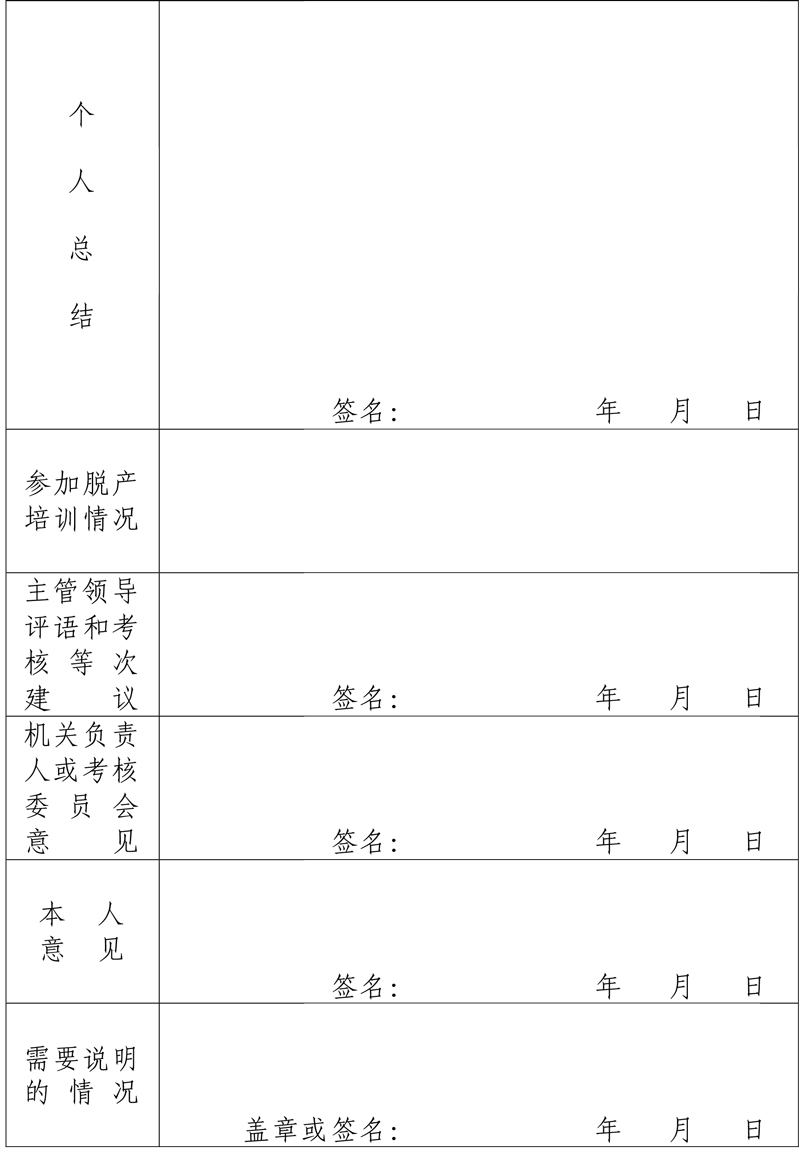 个
人
总
结
签名： 年 月 日
参加脱产
培训情况
主管领导
评语和考
核等次
建议
签名： 年 月 日
机关负责
人或考核
委员会
意见
签名： 年 月 日
本人
意见
签名： 年 月 日
需要说明
的情况
盖章或签名： 年 月 日